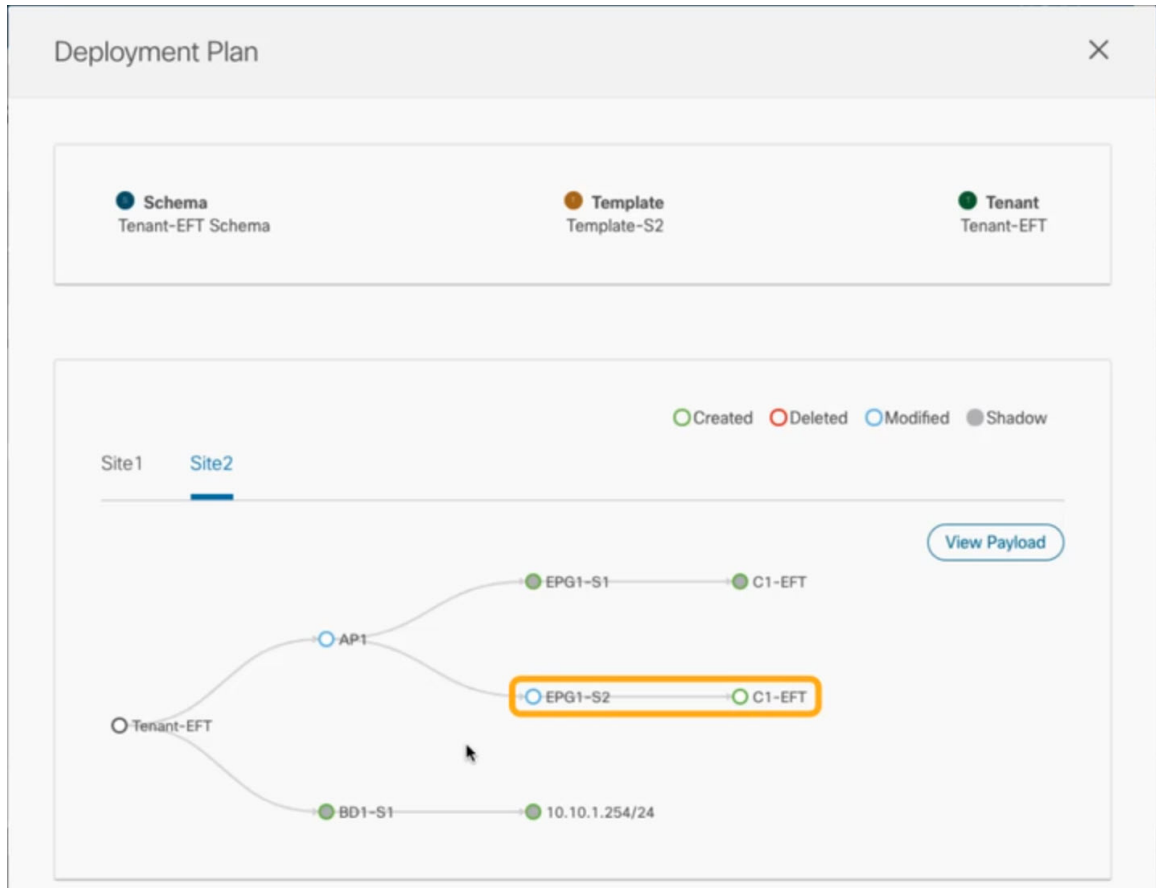 Deployment Plan
Schema
Tenant-EFT Schema
Template
Template-S2
Tenant
Tenant-EFT
Created Deleted Modified Shadow
Site1 Site2
View Payload
EPG1-S1 C1-EFT
AP1
EPG1-S2 C1-EFT
Tenant-EFT
BD1-S1 10.10.1.254/24